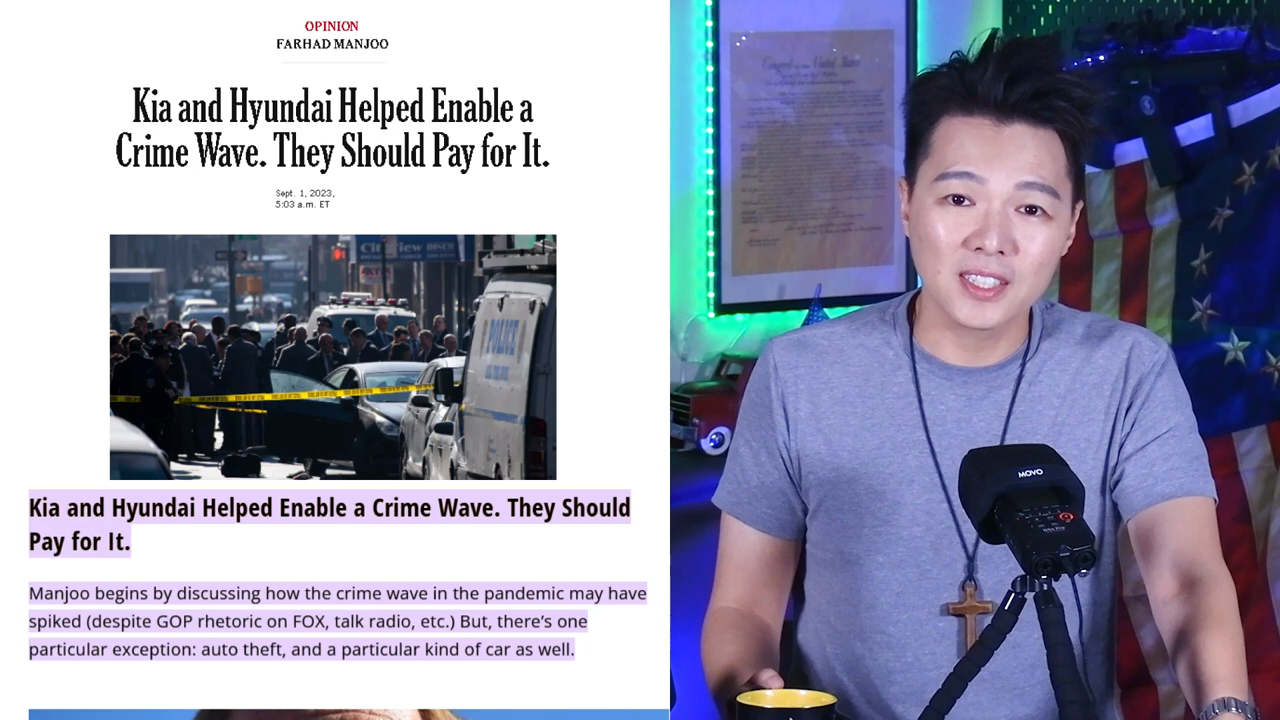 OPINION
FARHAD MANJOO
Kia and Hyundai Helped Enable a
Crime Wave. They Should Pay for It.
Sept. 1, 2023,
5:03 a.m. ET
City View
POLICE
Kia and Hyundai Helped Enable a Crime Wave. They Should
Pay for It.
Manjoo begins by discussing how the crime wave in the pandemic may have
spiked (despite GOP rhetoric on FOX, talk radio, etc.) But, there’s one
particular exception: auto theft, and a particular kind of car as well.
MOVO